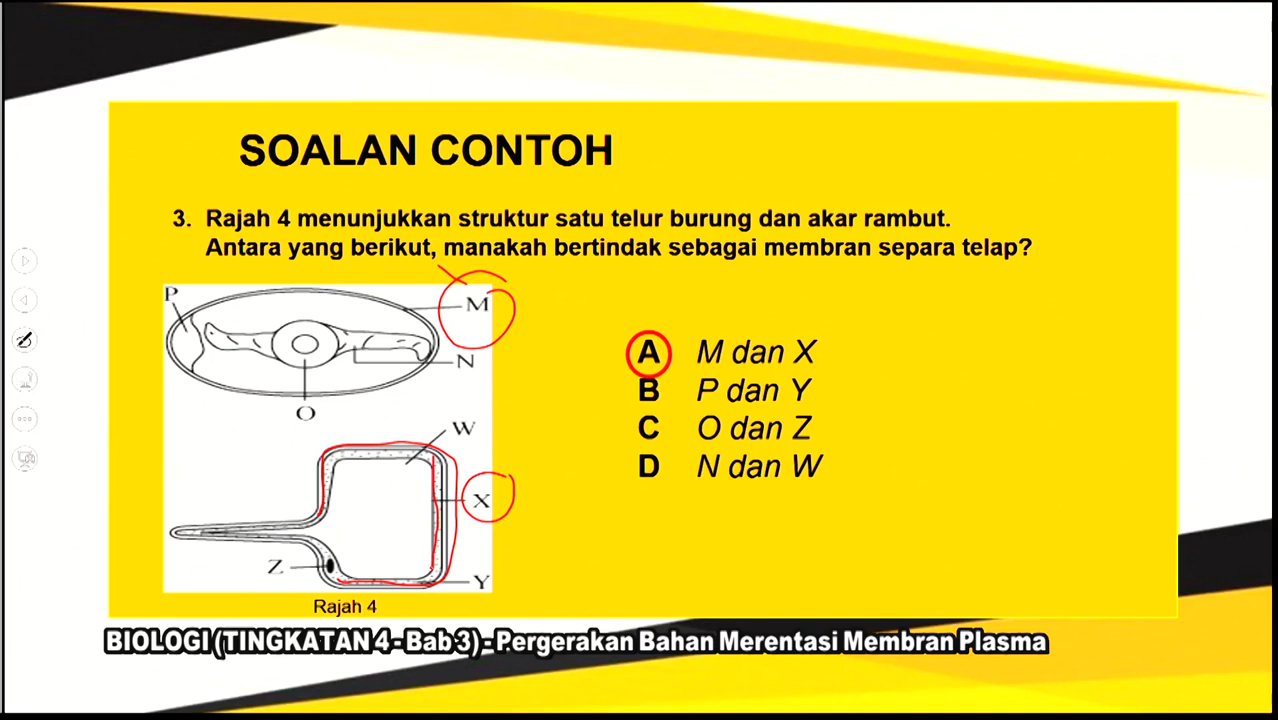 SOALAN CONTOH
3. Rajah 4 menunjukkan struktur satu telur burung dan akar rambut.
Antara yang berikut, manakah bertindak sebagai membran separa telap?
P
M
N
O
W
X
Z
Y
Rajah 4
A M dan X
B P dan Y
C O dan Z
D N dan W
BIOLOGI (TINGKATAN 4 - Bab 3) - Pergerakan Bahan Merentasi Membran Plasma